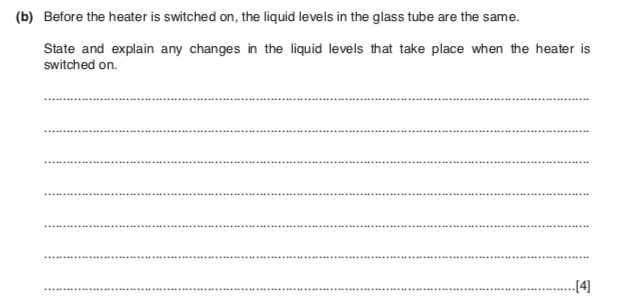 (b) Before the heater is switched on, the liquid levels in the glass tube are the same.
State and explain any changes in the liquid levels that take place when the heater is
switched on.
..........................................................................................
..........................................................................................
..........................................................................................
..........................................................................................
..........................................................................................
..........................................................................................
..........................................................................................[4]